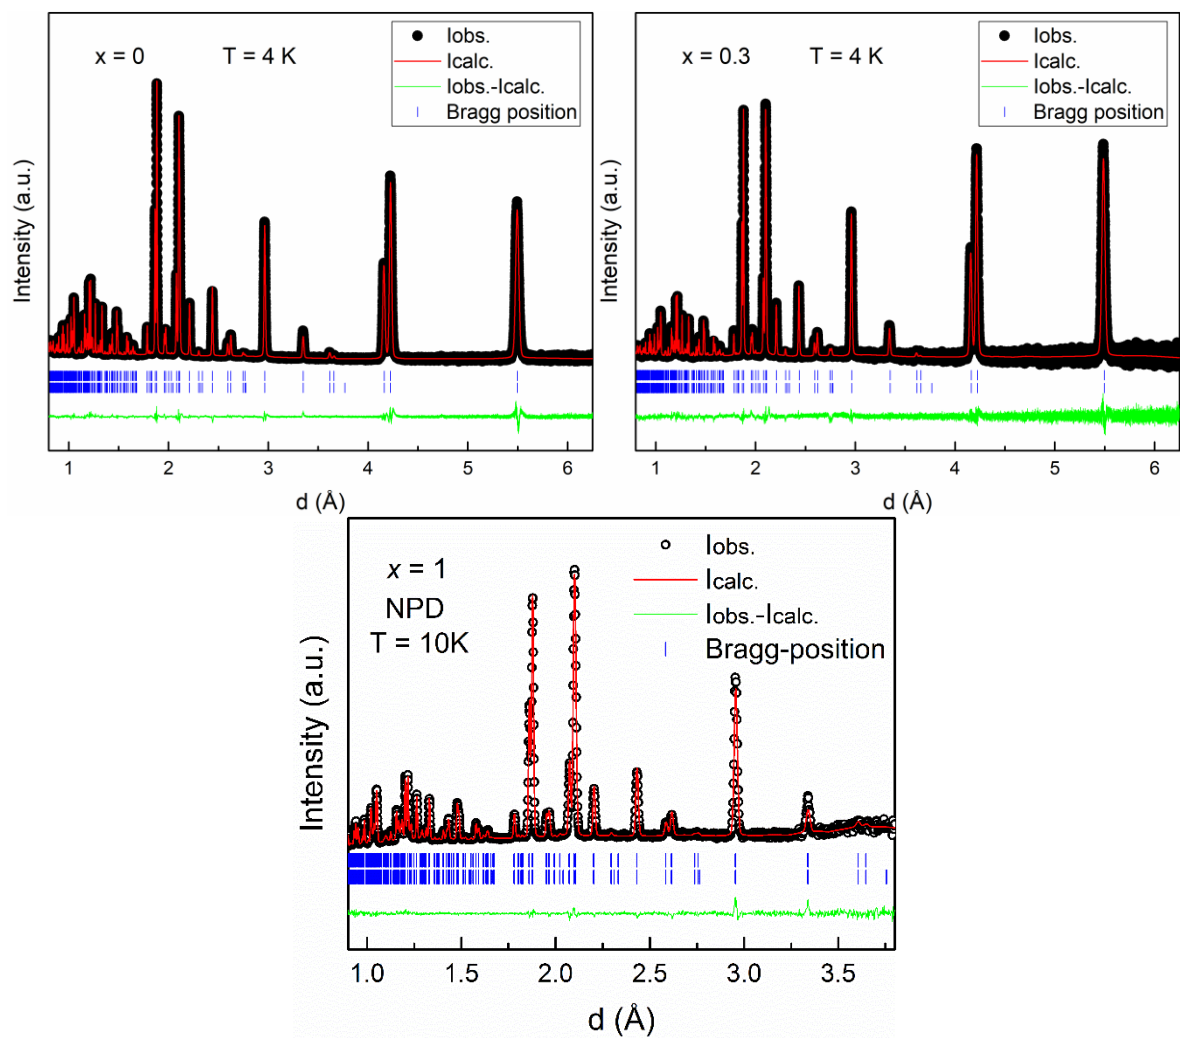 x = 0
T = 4 K
Iobs.
Icalc.
Iobs.-Icalc.
Bragg position
Intensity (a.u.)
1 2 3 4 5 6
d (Å)
x = 0.3
T = 4 K
Iobs.
Icalc.
Iobs.-Icalc.
Bragg position
Intensity (a.u.)
1 2 3 4 5 6
d (Å)
x = 1
NPD
T = 10K
Iobs.
Icalc.
Iobs.-Icalc.
Bragg-position
Intensity (a.u.)
1.0 1.5 2.0 2.5 3.0 3.5
d (Å)